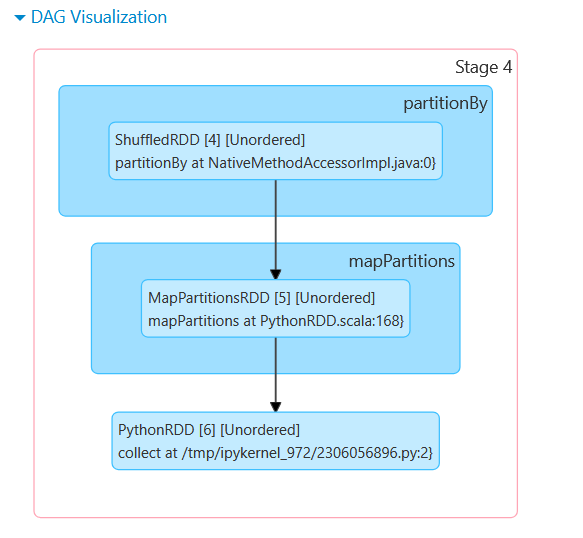 DAG Visualization
Stage 4
partitionBy
ShuffledRDD [4] [Unordered]
partitionBy at NativeMethodAccessorImpl.java:0}
mapPartitions
MapPartitionsRDD [5] [Unordered]
mapPartitions at PythonRDD.scala:168}
PythonRDD [6] [Unordered]
collect at /tmp/ipykernel_972/2306056896.py:2}